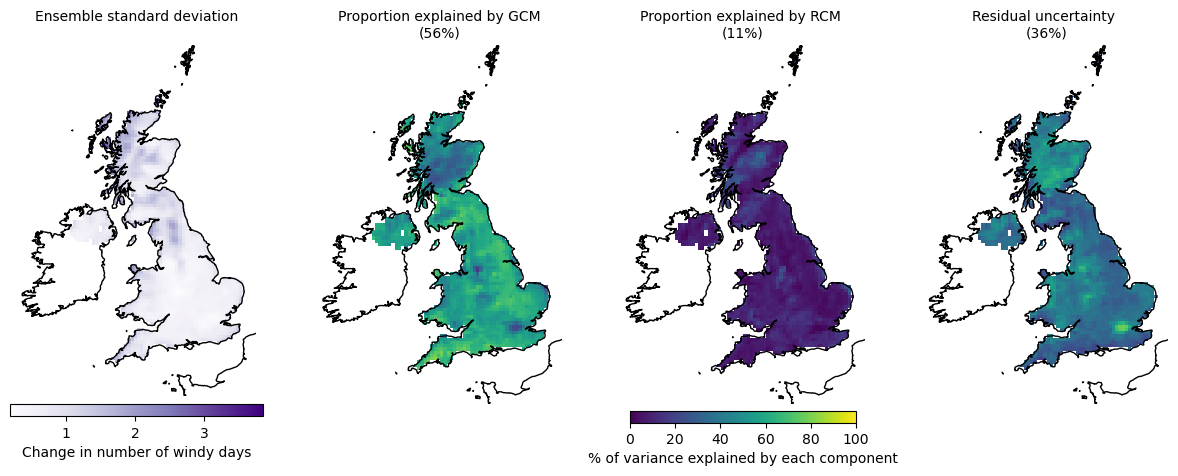 Ensemble standard deviation
Proportion explained by GCM
(56%)
Proportion explained by RCM
(11%)
Residual uncertainty
(36%)
1 2 3
Change in number of windy days
0 20 40 60 80 100
% of variance explained by each component